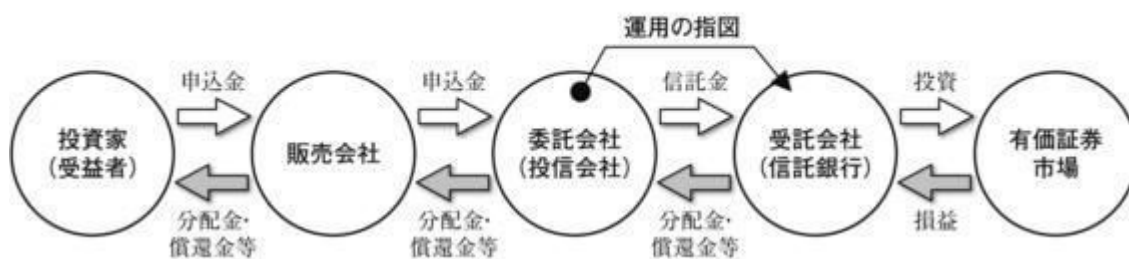 運用の指図
申込金
申込金
信託金
投資
投資家
(受益者)
販売会社
委託会社
(投信会社)
受託会社
(信託銀行)
有価証券
市場
分配金・
償還金等
分配金・
償還金等
分配金・
償還金等
損益